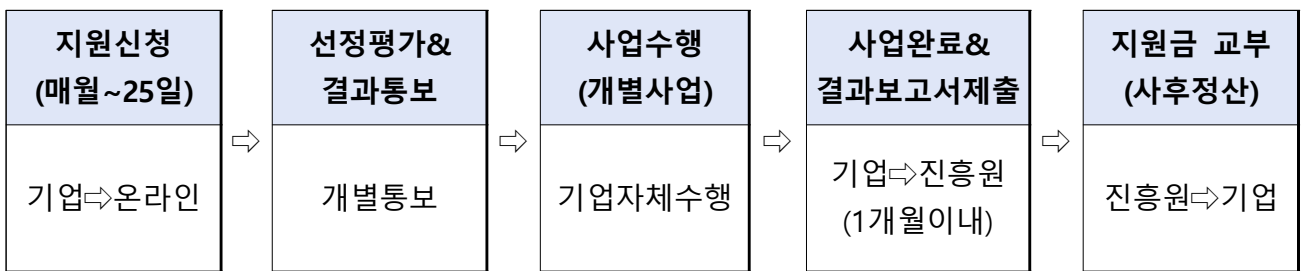 지원신청
(매월~25일)
기업⇨온라인
⇨
선정평가&
결과통보
개별통보
⇨
사업수행
(개별사업)
기업자체수행
⇨
사업완료&
결과보고서제출
기업⇨진흥원
(1개월이내)
⇨
지원금 교부
(사후정산)
진흥원⇨기업